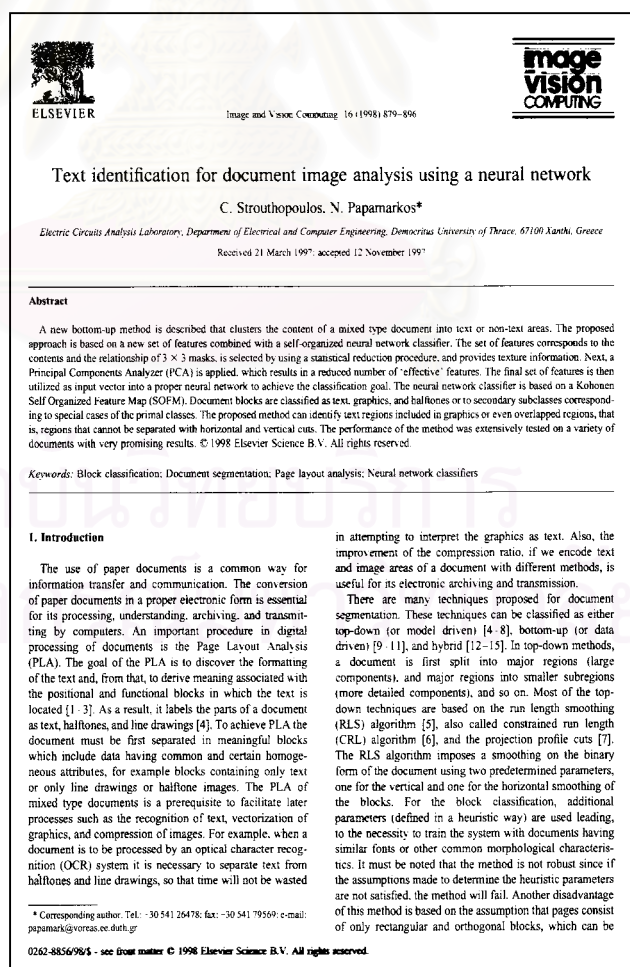 ELSEVIER
Image and Vision Computing 16 (1998) 879-896
image
vision
COMPUTING
Text identification for document image analysis using a neural network
C. Strouthopoulos, N. Papamarkos*
Electric Circuits Analysis Laboratory, Department of Electrical and Computer Engineering, Democritus University of Thrace, 67100 Xanthi, Greece
Received 21 March 1997; accepted 12 November 1997
Abstract
A new bottom-up method is described that clusters the content of a mixed type document into text or non-text areas. The proposed
approach is based on a new set of features combined with a self-organized neural network classifier. The set of features corresponds to the
contents and the relationship of 3 × 3 masks, is selected by using a statistical reduction procedure, and provides texture information. Next, a
Principal Components Analyzer (PCA) is applied, which results in a reduced number of 'effective' features. The final set of features is then
utilized as input vector into a proper neural network to achieve the classification goal. The neural network classifier is based on a Kohonen
Self Organized Feature Map (SOFM). Document blocks are classified as text, graphics, and halftones or to secondary subclasses correspond-
ing to special cases of the primal classes. The proposed method can identify text regions included in graphics or even overlapped regions, that
is, regions that cannot be separated with horizontal and vertical cuts. The performance of the method was extensively tested on a variety of
documents with very promising results. © 1998 Elsevier Science B.V. All rights reserved.
Keywords: Block classification; Document segmentation; Page layout analysis; Neural network classifiers
1. Introduction
The use of paper documents is a common way for
information transfer and communication. The conversion
of paper documents in a proper electronic form is essential
for its processing, understanding, archiving, and transmit-
ting by computers. An important procedure in digital
processing of documents is the Page Layout Analysis
(PLA). The goal of the PLA is to discover the formatting
of the text and, from that, to derive meaning associated with
the positional and functional blocks in which the text is
located [1-3]. As a result, it labels the parts of a document
as text, halftones, and line drawings [4]. To achieve PLA the
document must be first separated in meaningful blocks
which include data having common and certain homoge-
neous attributes, for example blocks containing only text
or only line drawings or halftone images. The PLA of
mixed type documents is a prerequisite to facilitate later
processes such as the recognition of text, vectorization of
graphics, and compression of images. For example, when a
document is to be processed by an optical character recog-
nition (OCR) system it is necessary to separate text from
halftones and line drawings, so that time will not be wasted
* Corresponding author. Tel.: -30 541 26478; fax: -30 541 79569; e-mail:
papamark@voreas.ee.duth.gr
in attempting to interpret the graphics as text. Also, the
improvement of the compression ratio, if we encode text
and image areas of a document with different methods, is
useful for its electronic archiving and transmission.
There are many techniques proposed for document
segmentation. These techniques can be classified as either
top-down (or model driven) [4-8], bottom-up (or data
driven) [9-11], and hybrid [12-15]. In top-down methods,
a document is first split into major regions (large
components), and major regions into smaller subregions
(more detailed components), and so on. Most of the top-
down techniques are based on the run length smoothing
(RLS) algorithm [5], also called constrained run length
(CRL) algorithm [6], and the projection profile cuts [7].
The RLS algorithm imposes a smoothing on the binary
form of the document using two predetermined parameters,
one for the vertical and one for the horizontal smoothing of
the blocks. For the block classification, additional
parameters (defined in a heuristic way) are used leading,
to the necessity to train the system with documents having
similar fonts or other common morphological characteris-
tics. It must be noted that the method is not robust since if
the assumptions made to determine the heuristic parameters
are not satisfied, the method will fail. Another disadvantage
of this method is based on the assumption that pages consist
of only rectangular and orthogonal blocks, which can be
0262-8856/98/$ - see front matter © 1998 Elsevier Science B.V. All rights reserved.